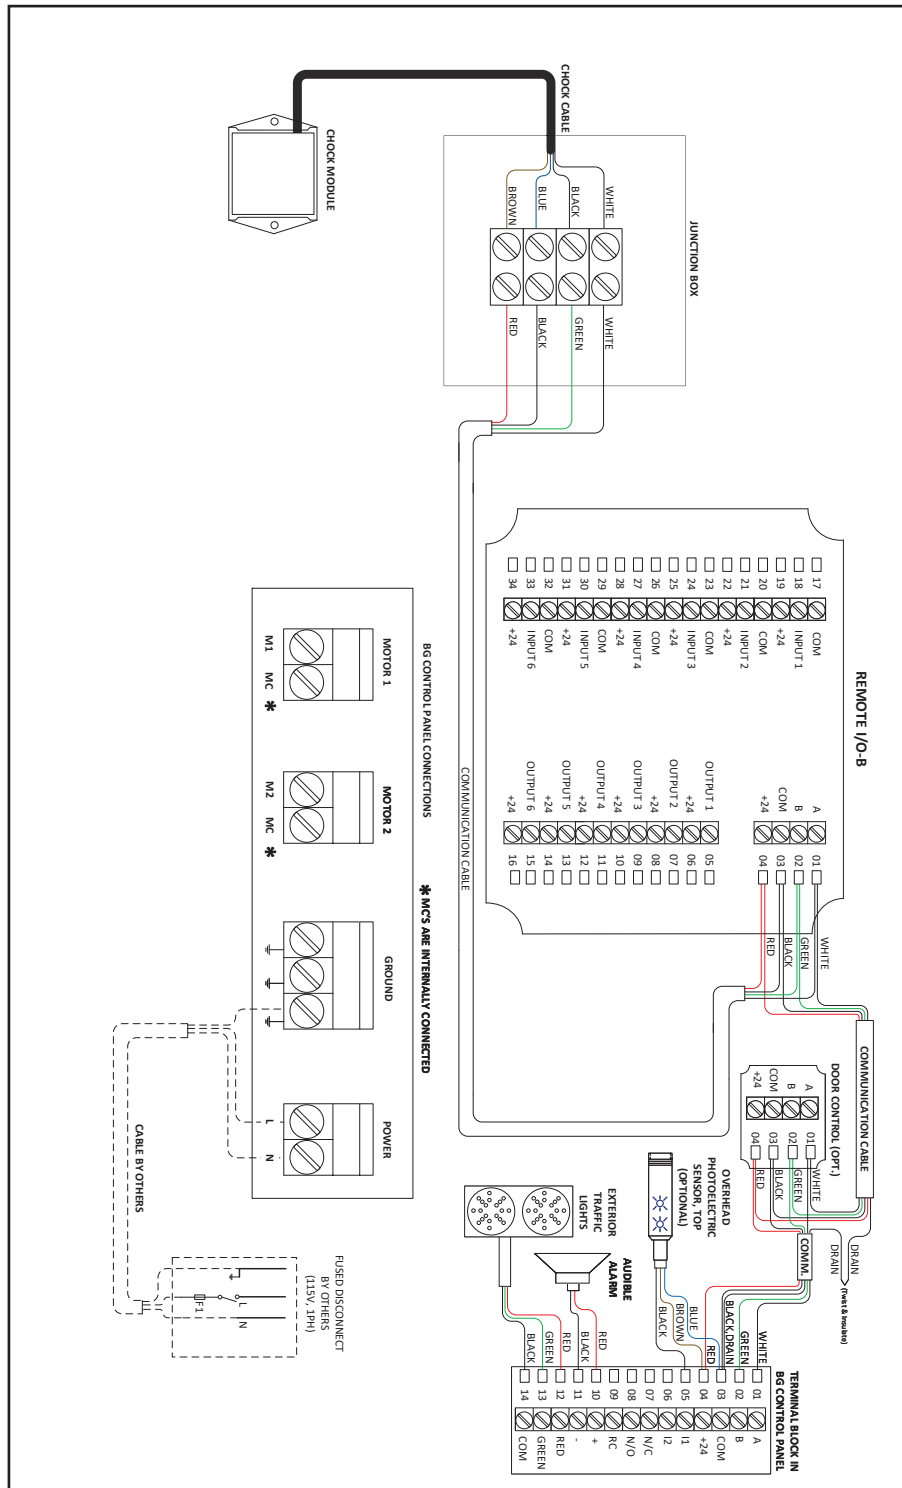 CHOCK MODULE
CHOCK CABLE
JUNCTION BOX
WHITE
BLACK
BLUE
BROWN
WHITE
GREEN
BLACK
RED
REMOTE I/O-B
17 COM
18 INPUT 1
19 +24
20 COM
21 INPUT 2
22 +24
23 COM
24 INPUT 3
25 +24
26 COM
27 INPUT 4
28 +24
29 COM
30 INPUT 5
31 +24
32 COM
33 INPUT 6
34 +24
A 01
B 02
COM 03
+24 04
OUTPUT 1 05
+24 06
OUTPUT 2 07
+24 08
OUTPUT 3 09
+24 10
OUTPUT 4 11
+24 12
OUTPUT 5 13
+24 14
OUTPUT 6 15
+24 16
WHITE
GREEN
BLACK
RED
COMMUNICATION CABLE
COMMUNICATION CABLE
DOOR CONTROL (OPT.)
A 01
B 02
COM 03
+24 04
WHITE
GREEN
BLACK
RED
DRAIN
DRAIN
(Twist & Insulate)
COMM.
BG CONTROL PANEL CONNECTIONS
* MC'S ARE INTERNALLY CONNECTED
MOTOR 1
M1 MC *
MOTOR 2
M2 MC *
GROUND
POWER
L N
CABLE BY OTHERS
FUSED DISCONNECT
BY OTHERS
(115V, 1PH)
F1
L
N
OVERHEAD
PHOTOELECTRIC
SENSOR, TOP
(OPTIONAL)
AUDIBLE
ALARM
EXTERIOR
TRAFFIC
LIGHTS
TERMINAL BLOCK IN
BG CONTROL PANEL
WHITE
GREEN
BLACK,DRAIN
RED
BLUE
BROWN
BLACK
RED
BLACK
RED
GREEN
BLACK
01 A
02 B
03 COM
04 +24
05 I1
06 I2
07 N/C
08 N/O
09 RC
10 +
11 -
12 RED
13 GREEN
14 COM